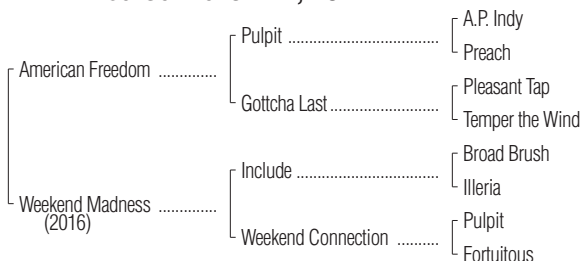 A.P. Indy
Pulpit
Preach
American Freedom
Pleasant Tap
Gottcha Last
Temper the Wind
Broad Brush
Include
Illeria
Weekend Madness
(2016)
Pulpit
Weekend Connection
Fortuitous